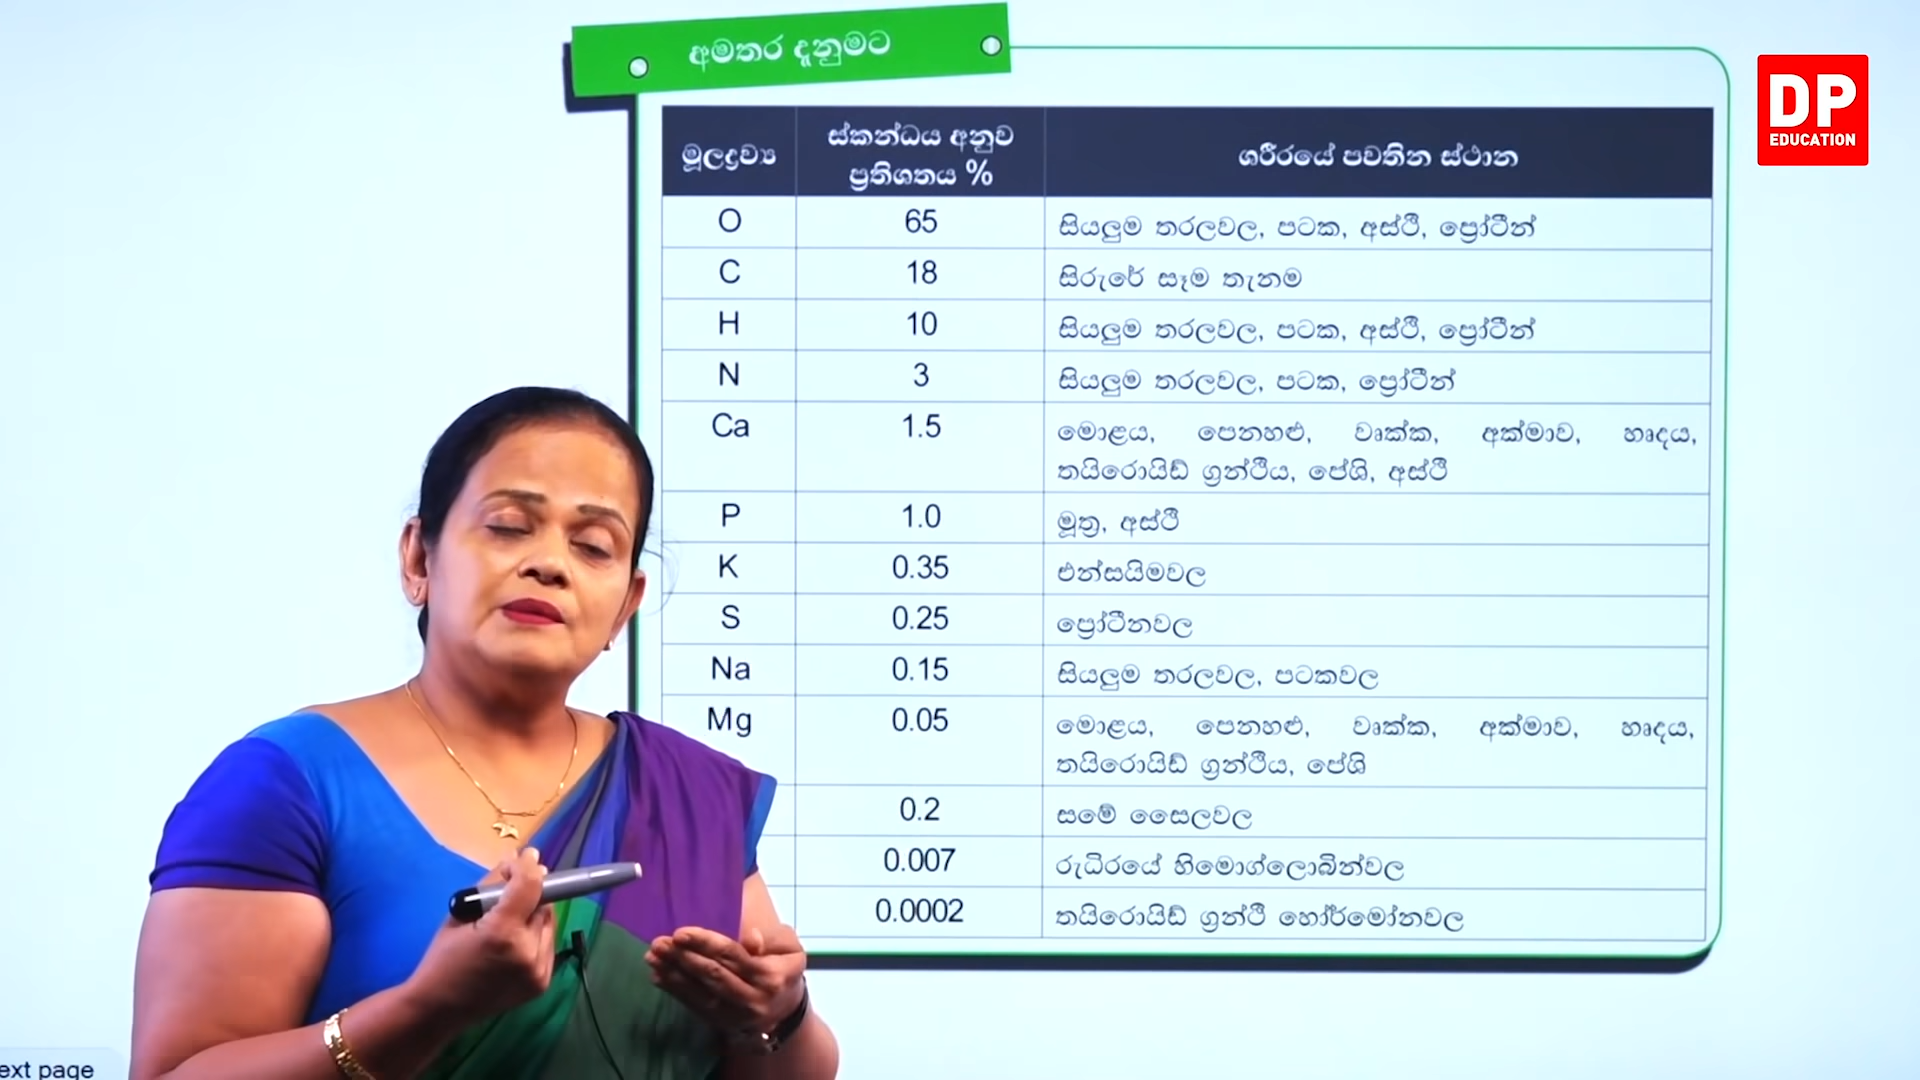 අමතර දැනුමට
DP
EDUCATION
මූලද්‍රව්‍ය
ස්කන්ධය අනුව
ප්‍රතිශතය %
ශරීරයේ පවතින ස්ථාන
O 65 සියලුම තරලවල, පටක, අස්ථි, ප්‍රෝටීන්
C 18 සිරුරේ සෑම තැනම
H 10 සියලුම තරලවල, පටක, අස්ථි, ප්‍රෝටීන්
N 3 සියලුම තරලවල, පටක, ප්‍රෝටීන්
Ca 1.5 මොළය, පෙනහළු, වෘක්ක, අක්මාව, හෘදය,
තයිරොයිඩ් ග්‍රන්ථිය, පේශි, අස්ථි
P 1.0 මූත්‍ර, අස්ථි
K 0.35 එන්සයිමවල
S 0.25 ප්‍රෝටීනවල
Na 0.15 සියලුම තරලවල, පටකවල
Mg 0.05 මොළය, පෙනහළු, වෘක්ක, අක්මාව, හෘදය,
තයිරොයිඩ් ග්‍රන්ථිය, පේශි
0.2 සමේ සෛලවල
0.007 රුධිරයේ හිමොග්ලොබින්වල
0.0002 තයිරොයිඩ් ග්‍රන්ථි හෝර්මෝනවල
ext page